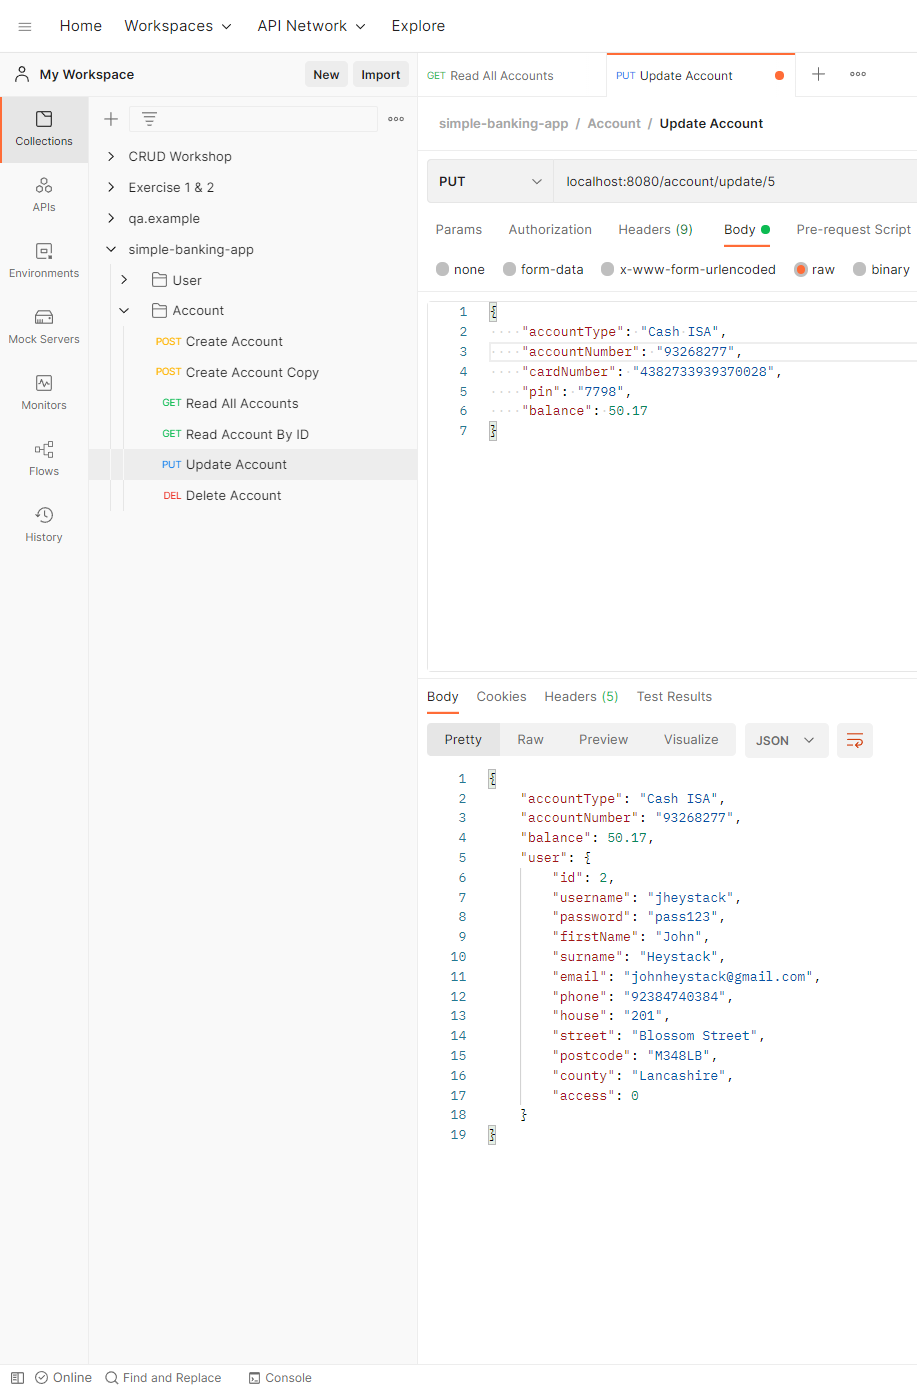 Home Workspaces API Network Explore
My Workspace New Import
GET Read All Accounts PUT Update Account
Collections
APIs
Environments
Mock Servers
Monitors
Flows
History
CRUD Workshop
Exercise 1 & 2
qa.example
simple-banking-app
User
Account
POST Create Account
POST Create Account Copy
GET Read All Accounts
GET Read Account By ID
PUT Update Account
DEL Delete Account
simple-banking-app / Account / Update Account
PUT localhost:8080/account/update/5
Params Authorization Headers (9) Body Pre-request Script
none form-data x-www-form-urlencoded raw binary
1 {
2 "accountType": "Cash ISA",
3 "accountNumber": "93268277",
4 "cardNumber": "4382733939370028",
5 "pin": "7798",
6 "balance": 50.17
7 }
Body Cookies Headers (5) Test Results
Pretty Raw Preview Visualize JSON
1 {
2 "accountType": "Cash ISA",
3 "accountNumber": "93268277",
4 "balance": 50.17,
5 "user": {
6 "id": 2,
7 "username": "jheystack",
8 "password": "pass123",
9 "firstName": "John",
10 "surname": "Heystack",
11 "email": "johnheystack@gmail.com",
12 "phone": "92384740384",
13 "house": "201",
14 "street": "Blossom Street",
15 "postcode": "M348LB",
16 "county": "Lancashire",
17 "access": 0
18 }
19 }
Online Find and Replace Console